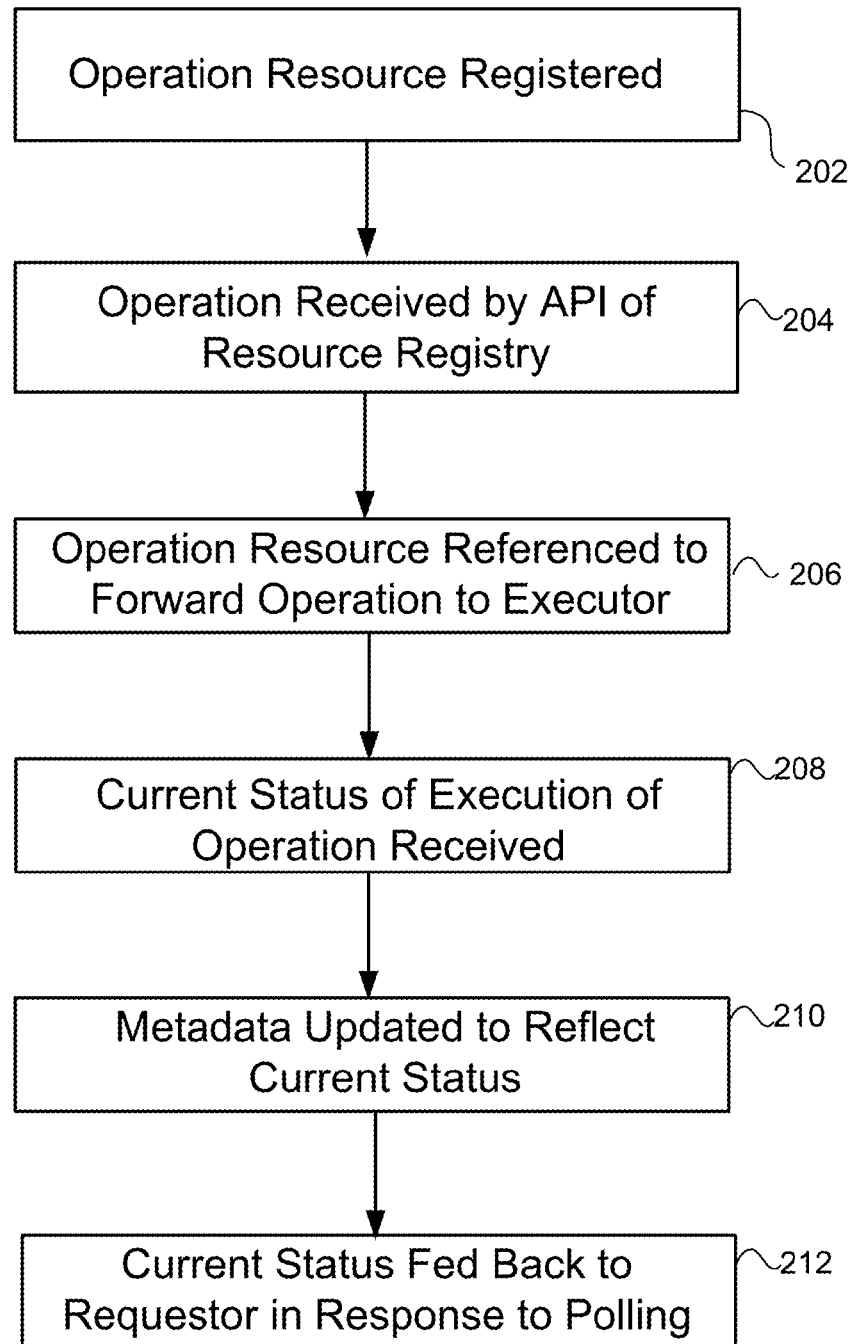 Operation Resource Registered
202
Operation Received by API of
Resource Registry
204
Operation Resource Referenced to
Forward Operation to Executor
206
Current Status of Execution of
Operation Received
208
Metadata Updated to Reflect
Current Status
210
Current Status Fed Back to
Requestor in Response to Polling
212